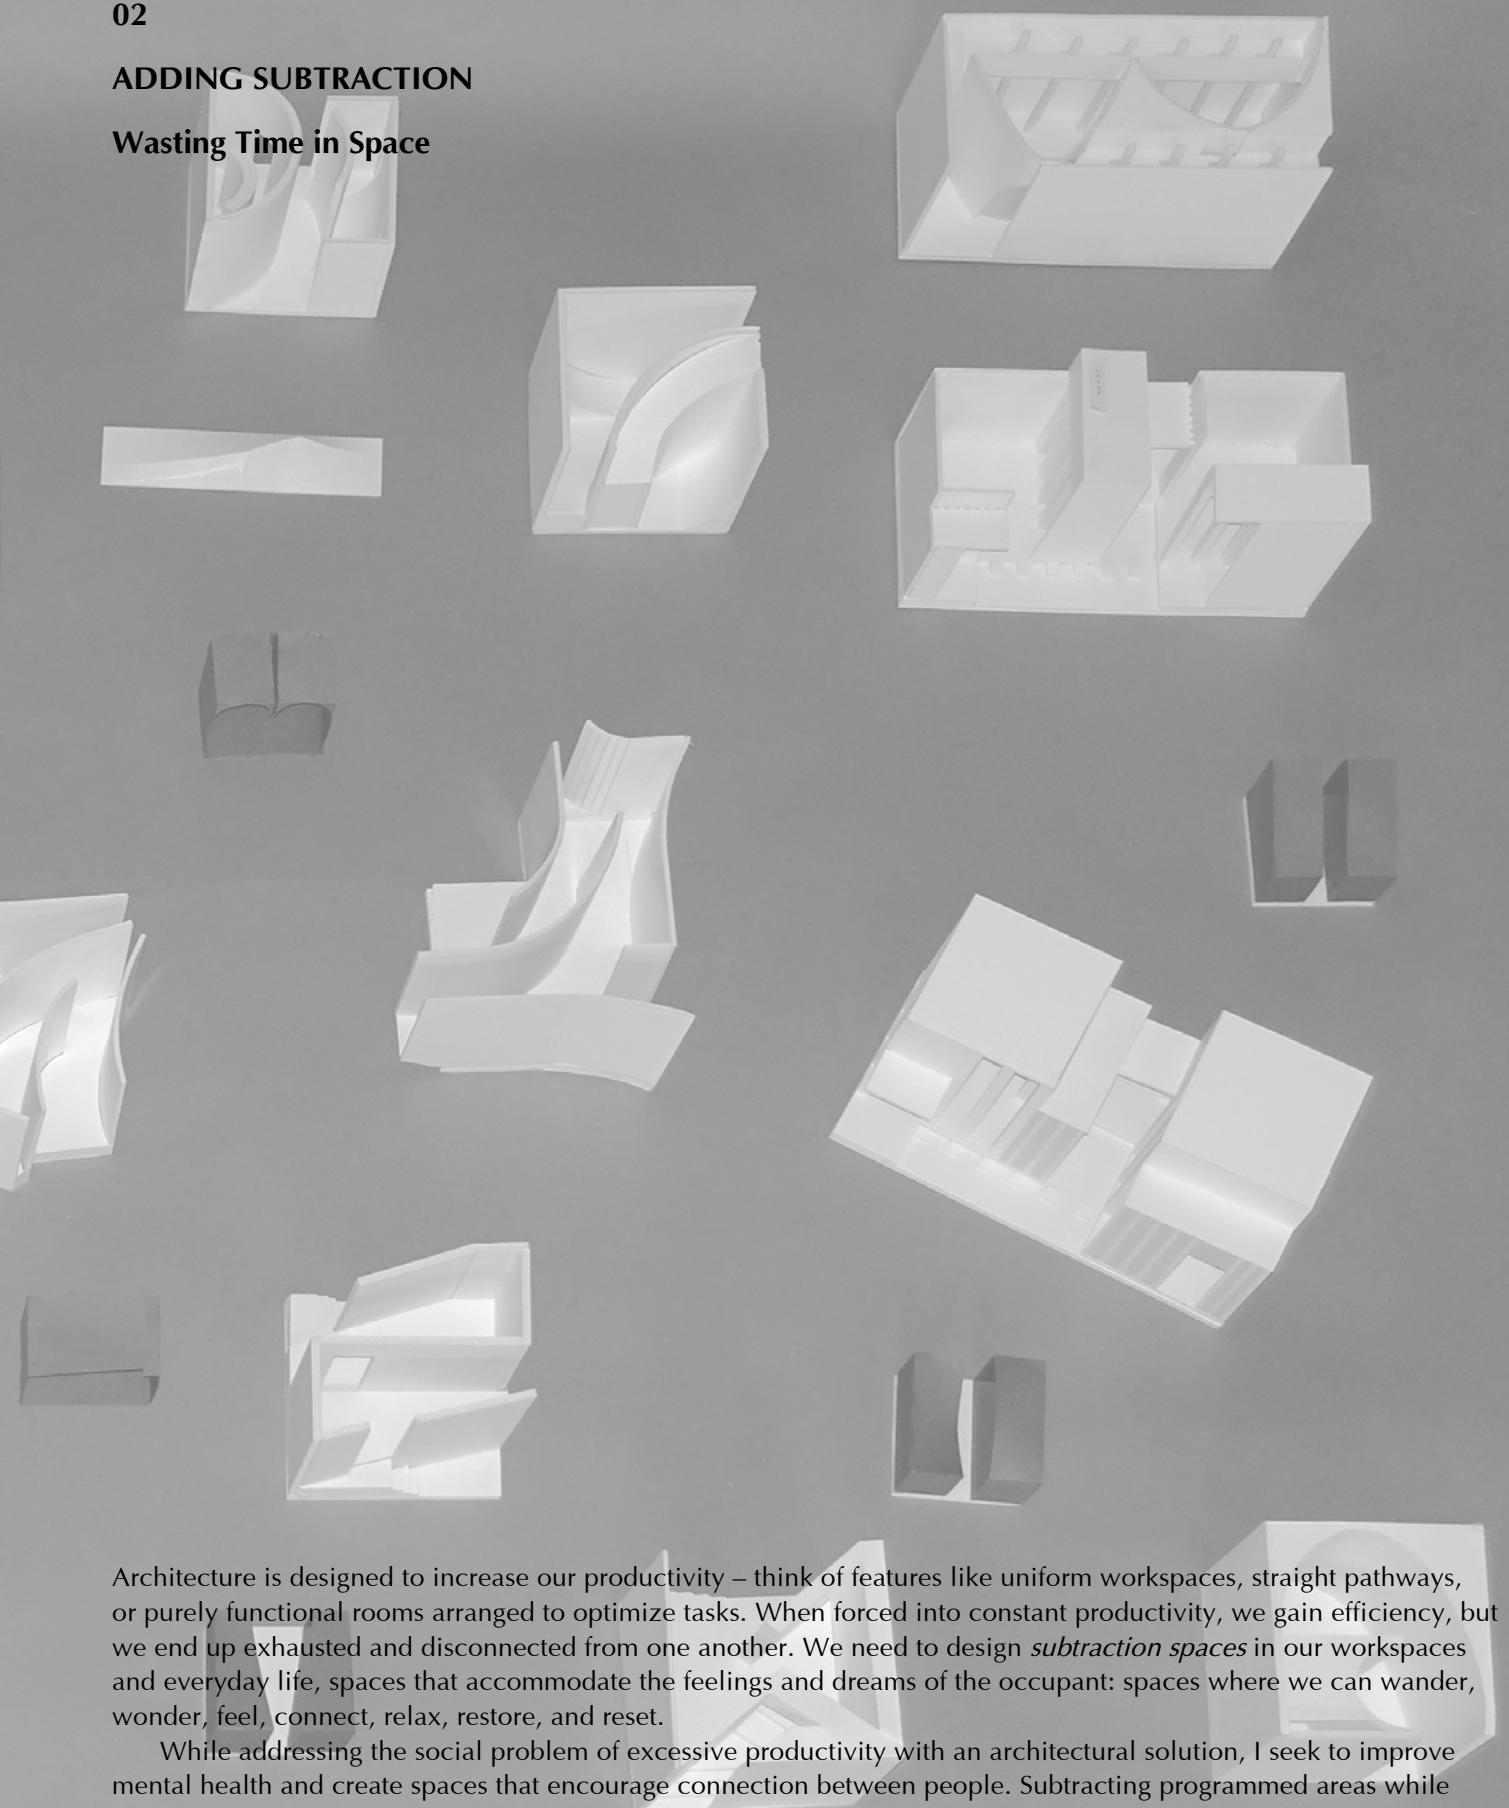 02
ADDING SUBTRACTION
Wasting Time in Space
Architecture is designed to increase our productivity – think of features like uniform workspaces, straight pathways,
or purely functional rooms arranged to optimize tasks. When forced into constant productivity, we gain efficiency, but
we end up exhausted and disconnected from one another. We need to design subtraction spaces in our workspaces
and everyday life, spaces that accommodate the feelings and dreams of the occupant: spaces where we can wander,
wonder, feel, connect, relax, restore, and reset.
While addressing the social problem of excessive productivity with an architectural solution, I seek to improve
mental health and create spaces that encourage connection between people. Subtracting programmed areas while